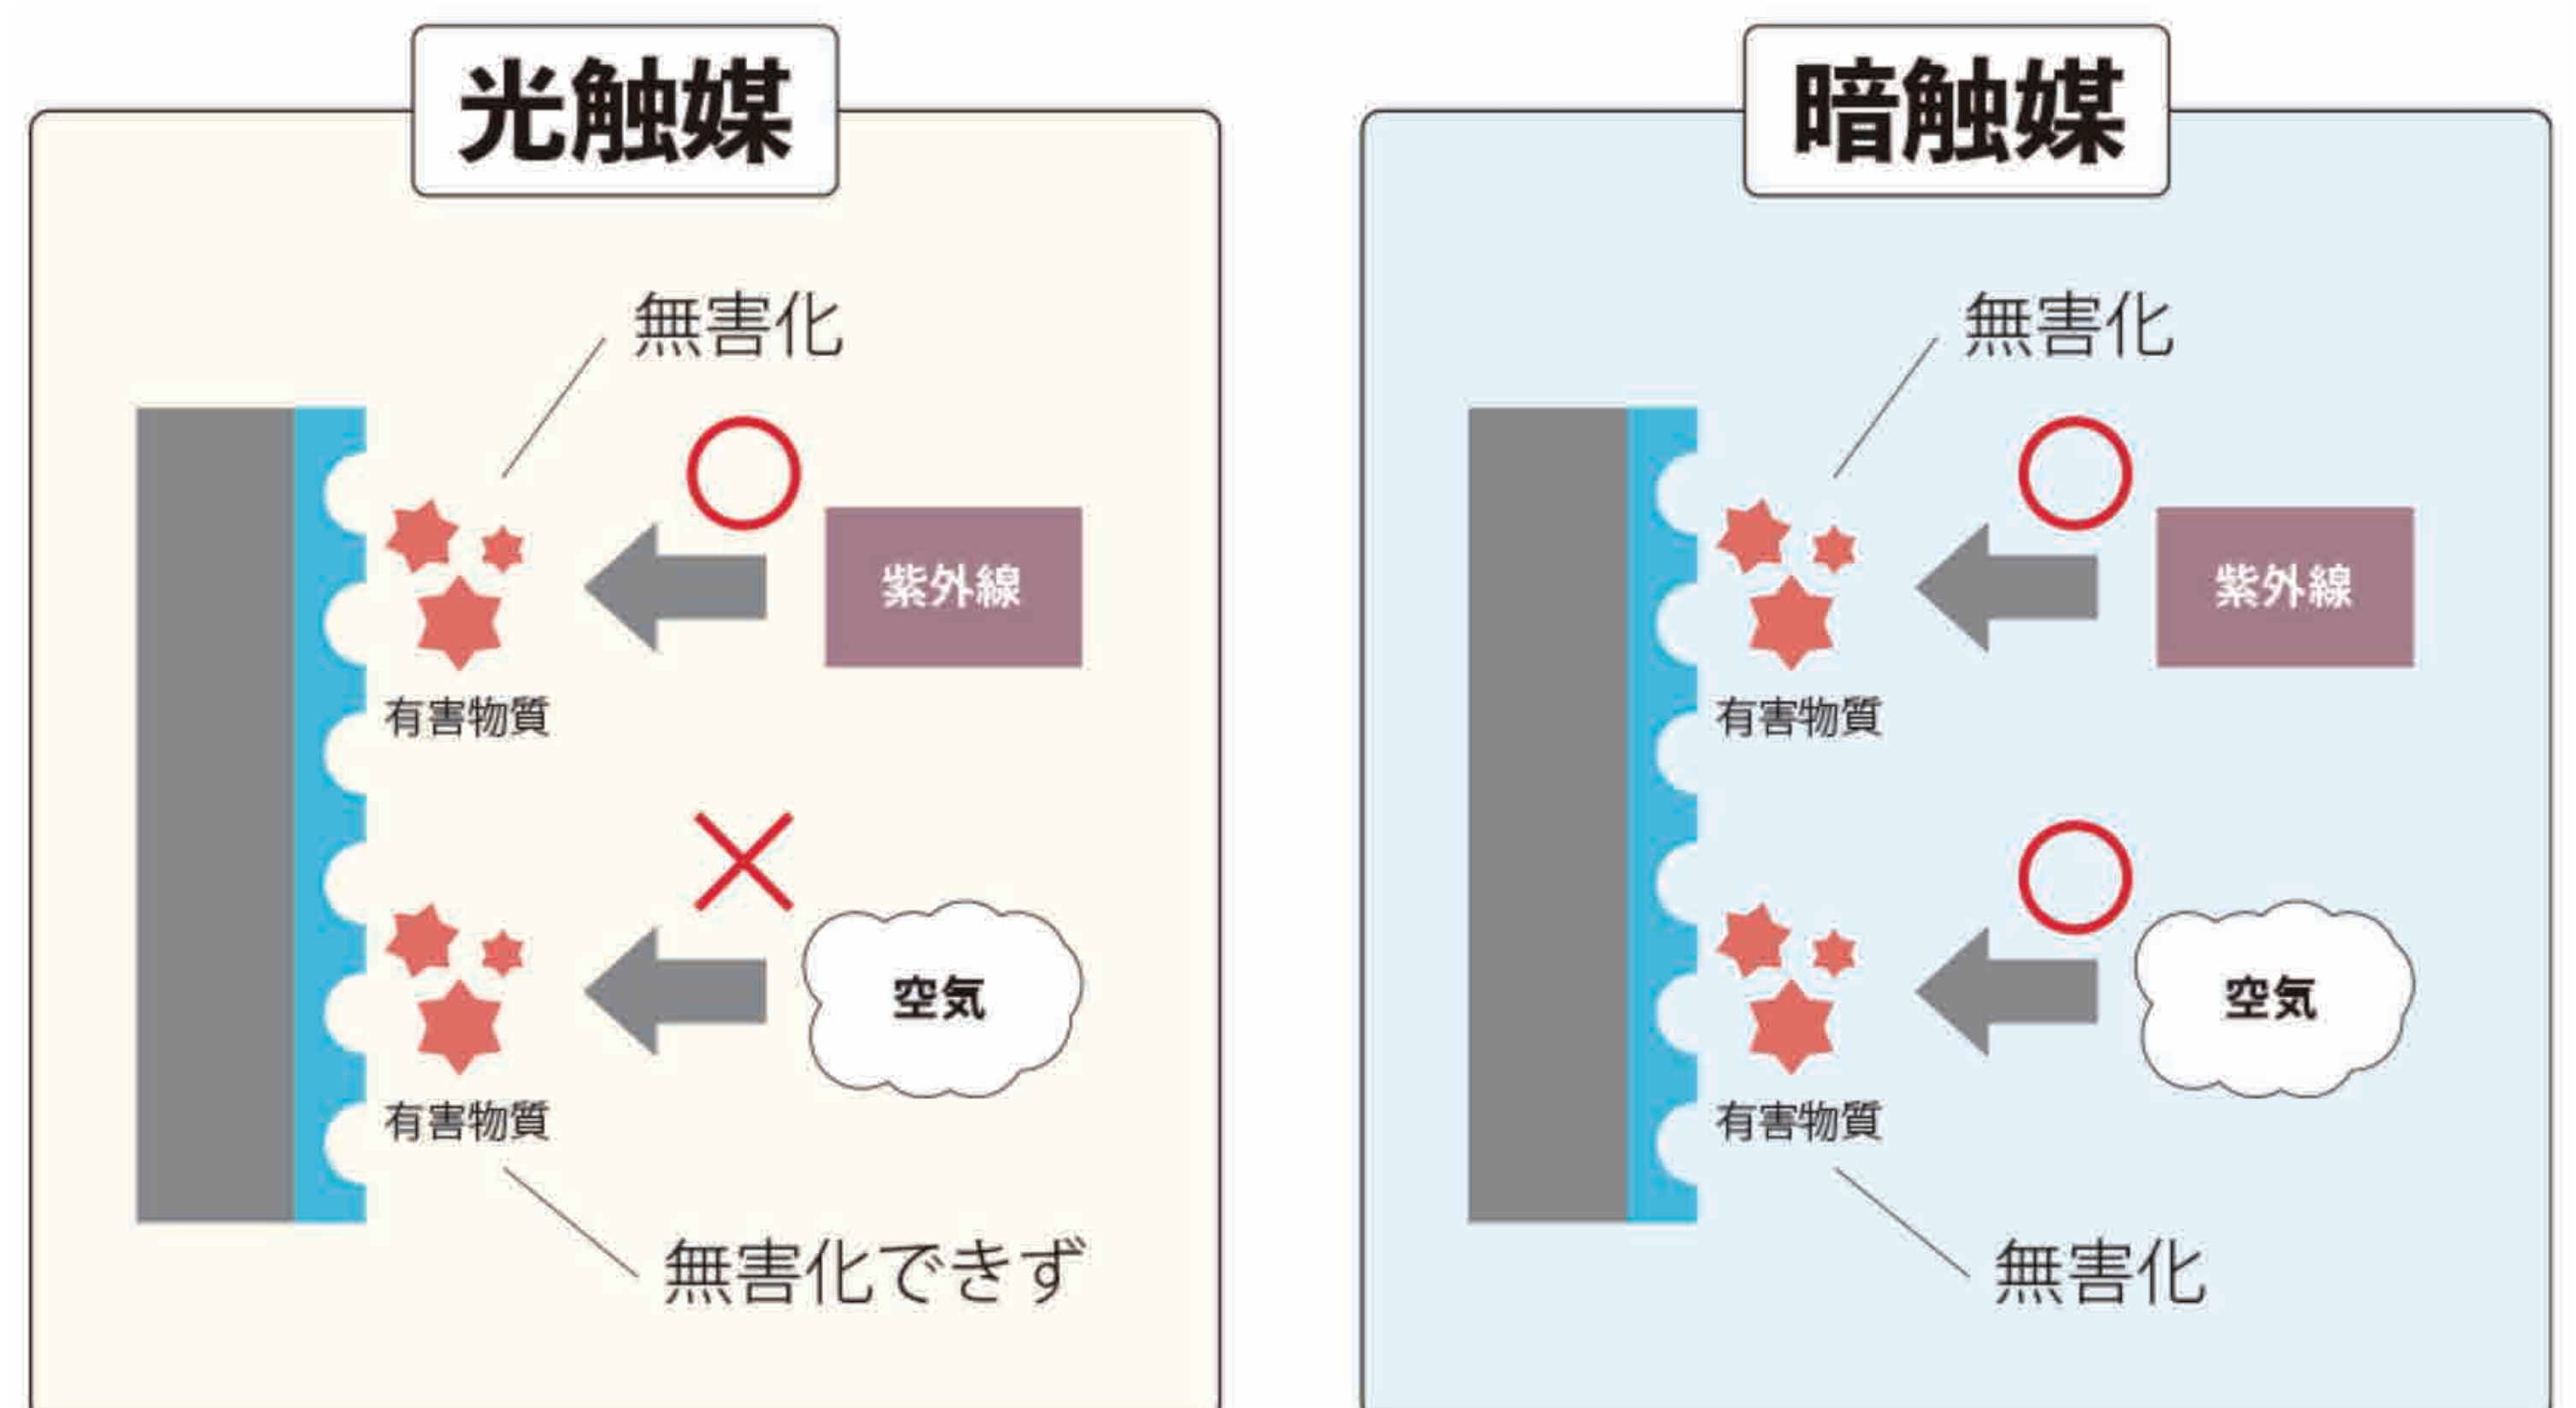 光触媒
無害化
紫外線
有害物質
空気
有害物質
無害化できず
暗触媒
無害化
紫外線
有害物質
空気
有害物質
無害化